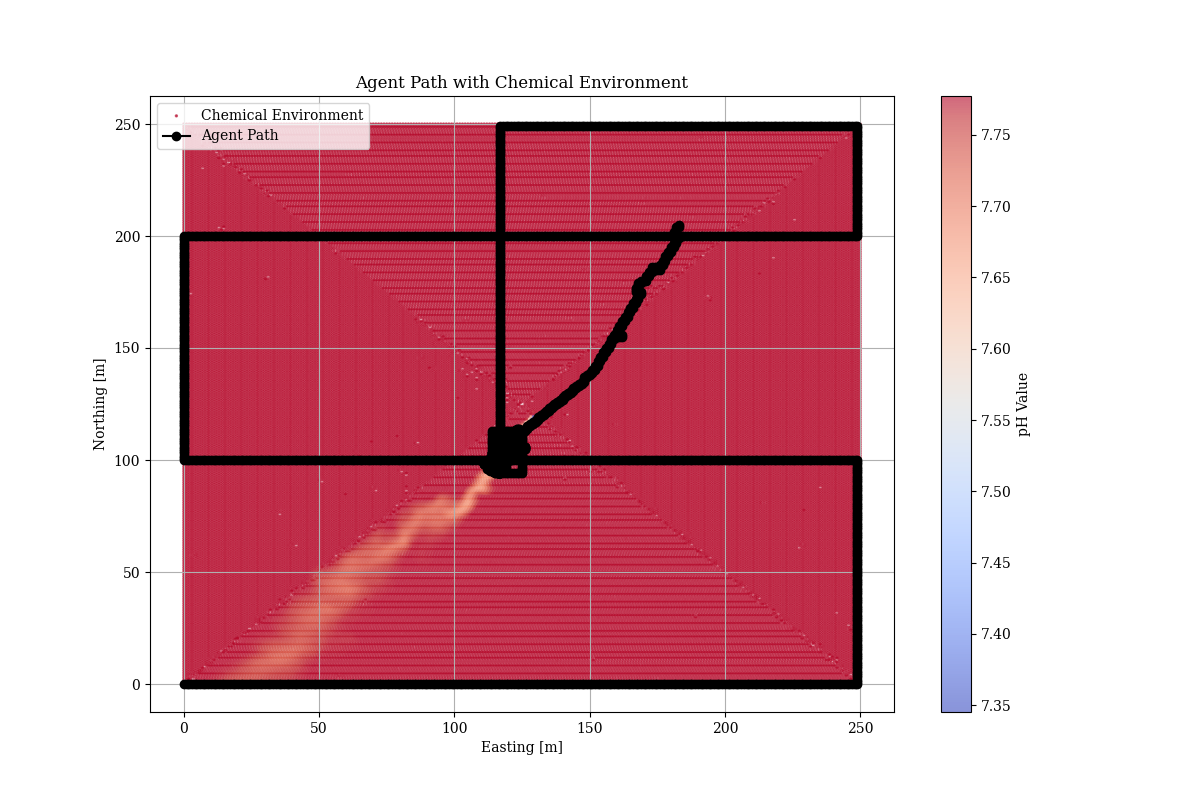 Agent Path with Chemical Environment
Chemical Environment
Agent Path
250
200
150
100
50
0
Northing [m]
0 50 100 150 200 250
Easting [m]
7.75
7.70
7.65
7.60
7.55
7.50
7.45
7.40
7.35
pH Value